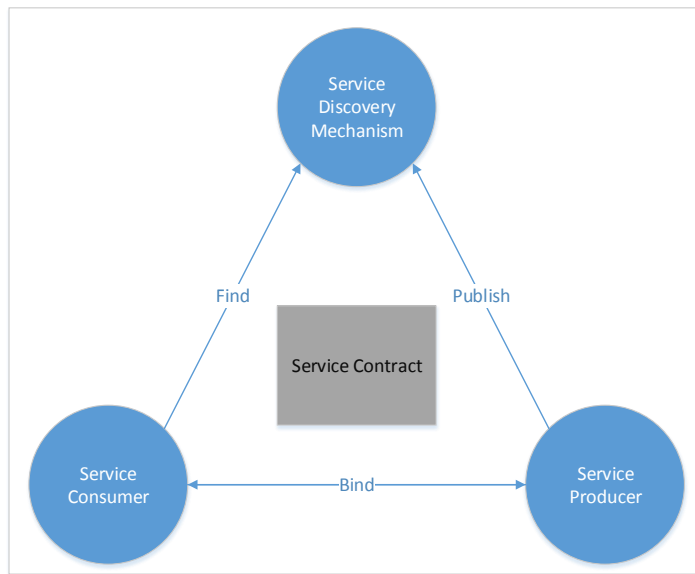 Service
Discovery
Mechanism
Find
Publish
Service Contract
Service
Consumer
Bind
Service
Producer